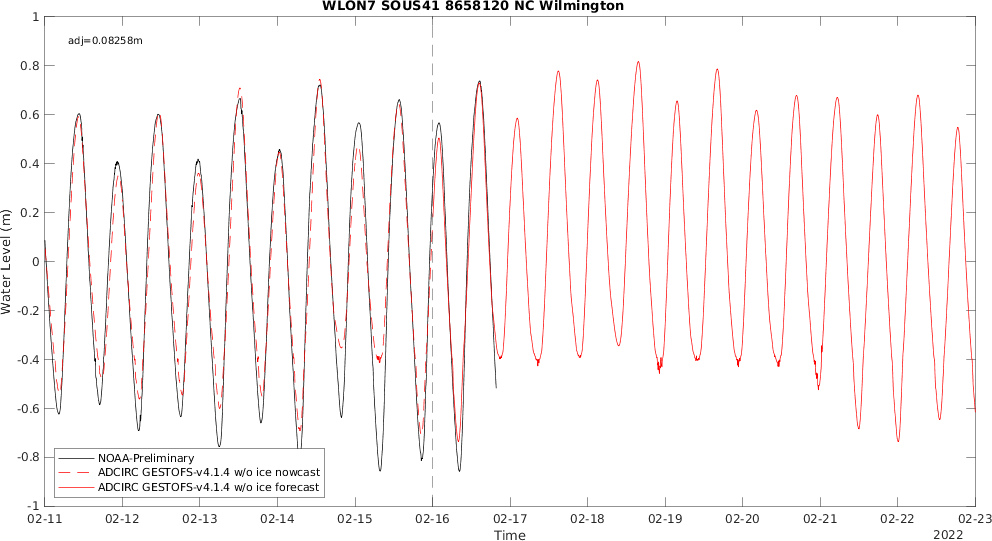 WLON7 SOUS41 8658120 NC Wilmington
adj=0.08258m
1
0.8
0.6
0.4
0.2
0
-0.2
-0.4
-0.6
-0.8
-1
Water Level (m)
NOAA-Preliminary
ADCIRC GESTOFS-v4.1.4 w/o ice nowcast
ADCIRC GESTOFS-v4.1.4 w/o ice forecast
02-11 02-12 02-13 02-14 02-15 02-16 02-17 02-18 02-19 02-20 02-21 02-22 02-23
Time
2022